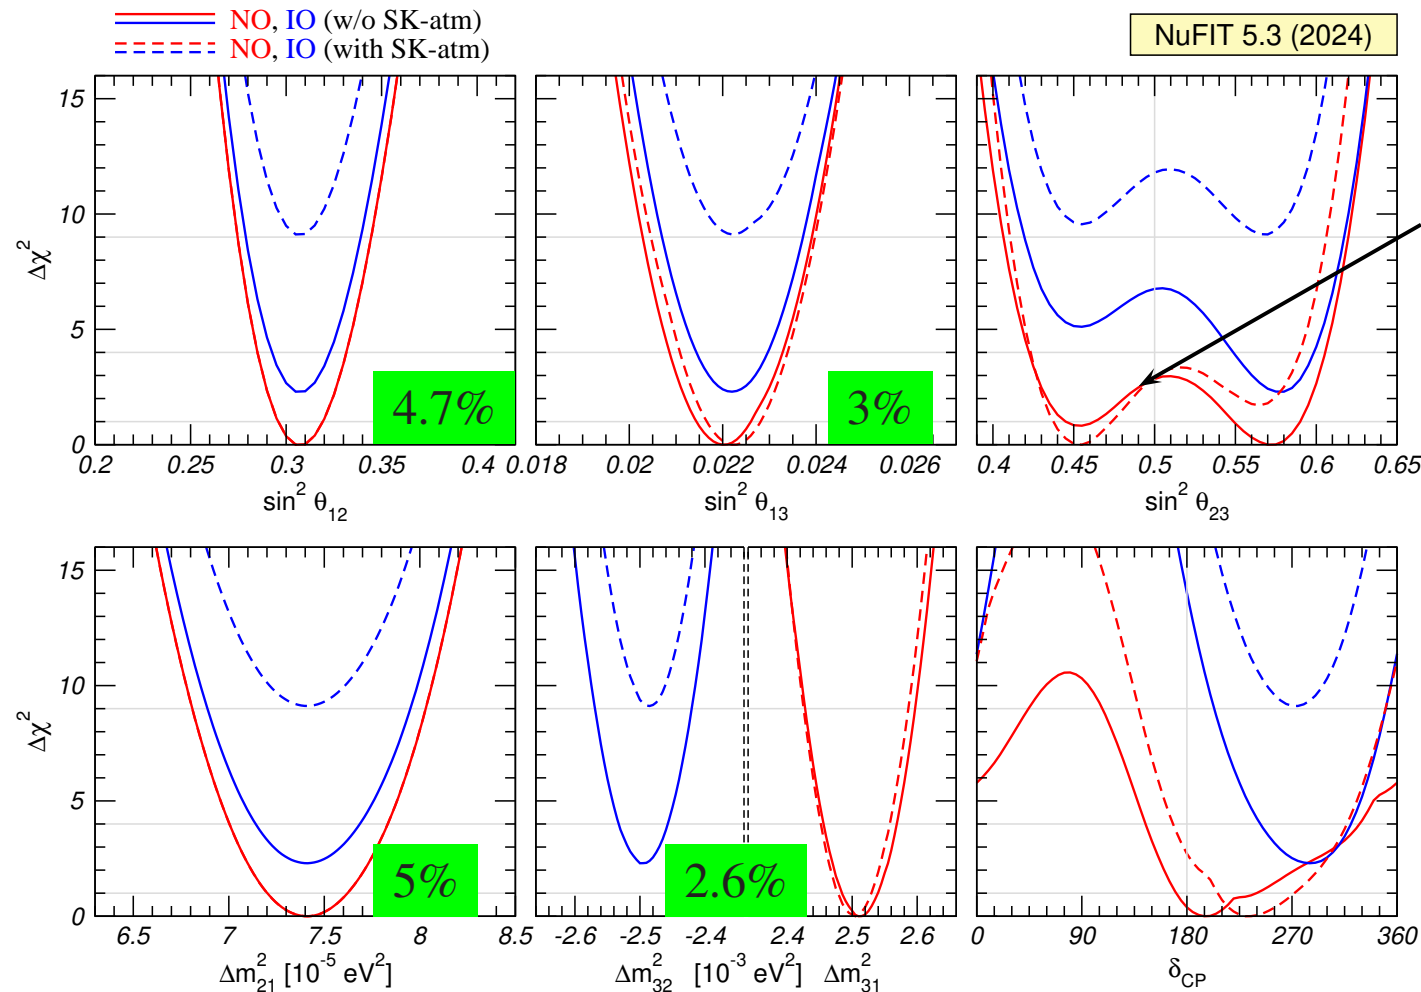 NO, IO (w/o SK-atm)
NO, IO (with SK-atm)
NuFIT 5.3 (2024)
15
10
5
0
Δχ²
4.7%
3%
0.2 0.25 0.3 0.35 0.4
0.018 0.02 0.022 0.024 0.026
0.4 0.45 0.5 0.55 0.6 0.65
sin² θ₁₂
sin² θ₁₃
sin² θ₂₃
15
10
5
0
Δχ²
5%
2.6%
6.5 7 7.5 8 8.5
-2.6 -2.5 -2.4 2.4 2.5 2.6
0 90 180 270 360
Δm²₂₁ [10⁻⁵ eV²]
Δm²₃₂ [10⁻³ eV²] Δm²₃₁
δ_CP